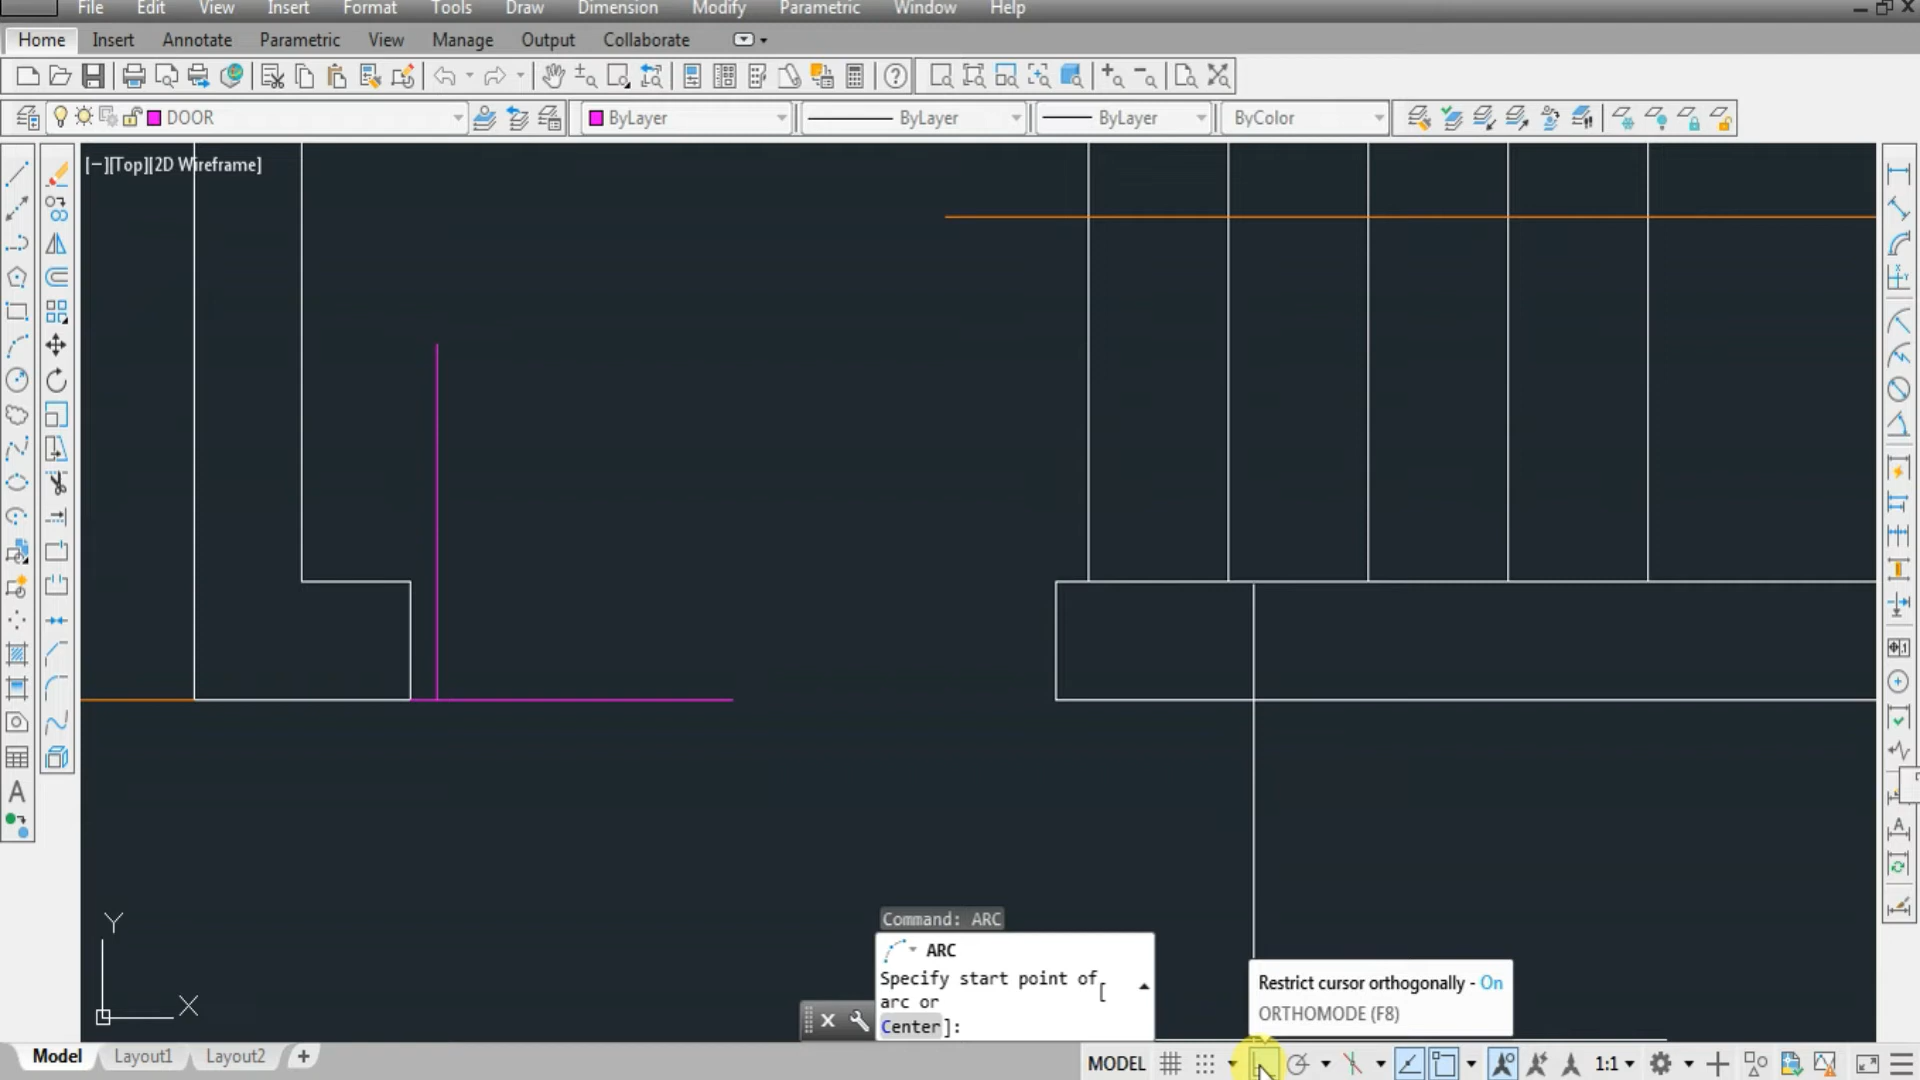 File Edit View Insert Format Tools Draw Dimension Modify Parametric Window Help
Home Insert Annotate Parametric View Manage Output Collaborate
DOOR ByLayer ByLayer ByLayer ByColor
[−][Top][2D Wireframe]
Y
X
Command: ARC
ARC
Specify start point of
arc or [
Center]:
Restrict cursor orthogonally - On
ORTHOMODE (F8)
Model Layout1 Layout2 +
MODEL 1:1